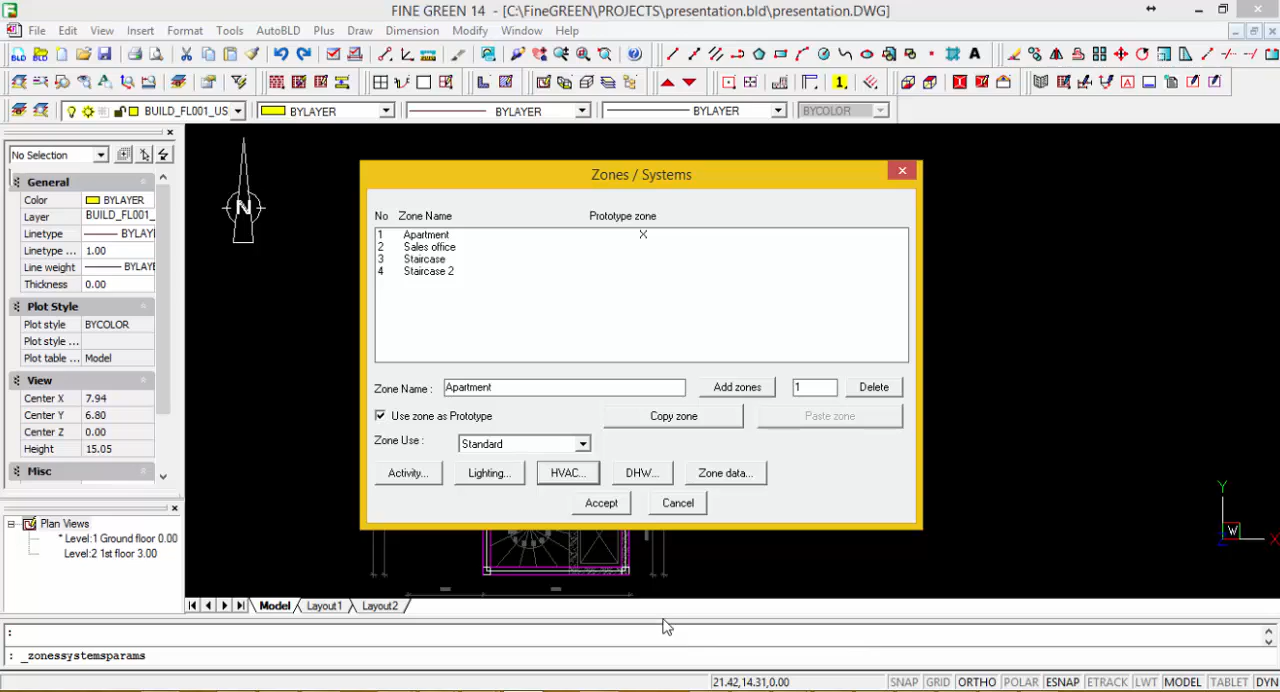 FINE GREEN 14 - [C:\FineGREEN\PROJECTS\presentation.bld\presentation.DWG]
File Edit View Insert Format Tools AutoBLD Plus Draw Dimension Modify Window Help
BLD BLD BLD
BUILD_FL001_US BYLAYER BYLAYER BYLAYER BYCOLOR
No Selection
General
Color BYLAYER
Layer BUILD_FL001_
Linetype BYLAY
Linetype ... 1.00
Line weight BYLAY
Thickness 0.00
Plot Style
Plot style BYCOLOR
Plot style ...
Plot table ... Model
View
Center X 7.94
Center Y 6.80
Center Z 0.00
Height 15.05
Misc
Plan Views
* Level:1 Ground floor 0.00
Level:2 1st floor 3.00
N
Zones / Systems
No Zone Name Prototype zone
1 Apartment X
2 Sales office
3 Staircase
4 Staircase 2
Zone Name : Apartment Add zones 1 Delete
Use zone as Prototype Copy zone Paste zone
Zone Use : Standard
Activity... Lighting... HVAC... DHW... Zone data...
Accept Cancel
Y
W X
Model Layout1 Layout2
:
: _zonessystemsparams
21.42,14.31,0.00 SNAP GRID ORTHO POLAR ESNAP ETRACK LWT MODEL TABLET DYN